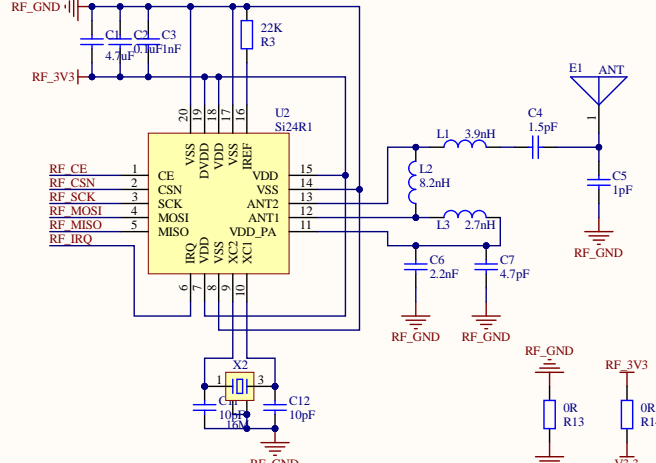 RF_GND
C1 C2 C3
4.7uF 0.1uF 1nF
22K
R3
RF_3V3
20 19 18 17 16
U2
Si24R1
VSS DVDD VDD VSS IREF
RF_CE 1 CE
RF_CSN 2 CSN
RF_SCK 3 SCK
RF_MOSI 4 MOSI
RF_MISO 5 MISO
RF_IRQ
VDD 15
VSS 14
ANT2 13
ANT1 12
VDD_PA 11
IRQ VDD VSS XC2 XC1
6 7 8 9 10
L1 3.9nH
L2
8.2nH
L3 2.7nH
C4
1.5pF
E1 ANT
1
C5
1pF
RF_GND
C6
2.2nF
C7
4.7pF
RF_GND RF_GND
X2
1 3
C12
10pF
16M
RF_GND
RF_GND
0R
R13
RF_3V3
0R